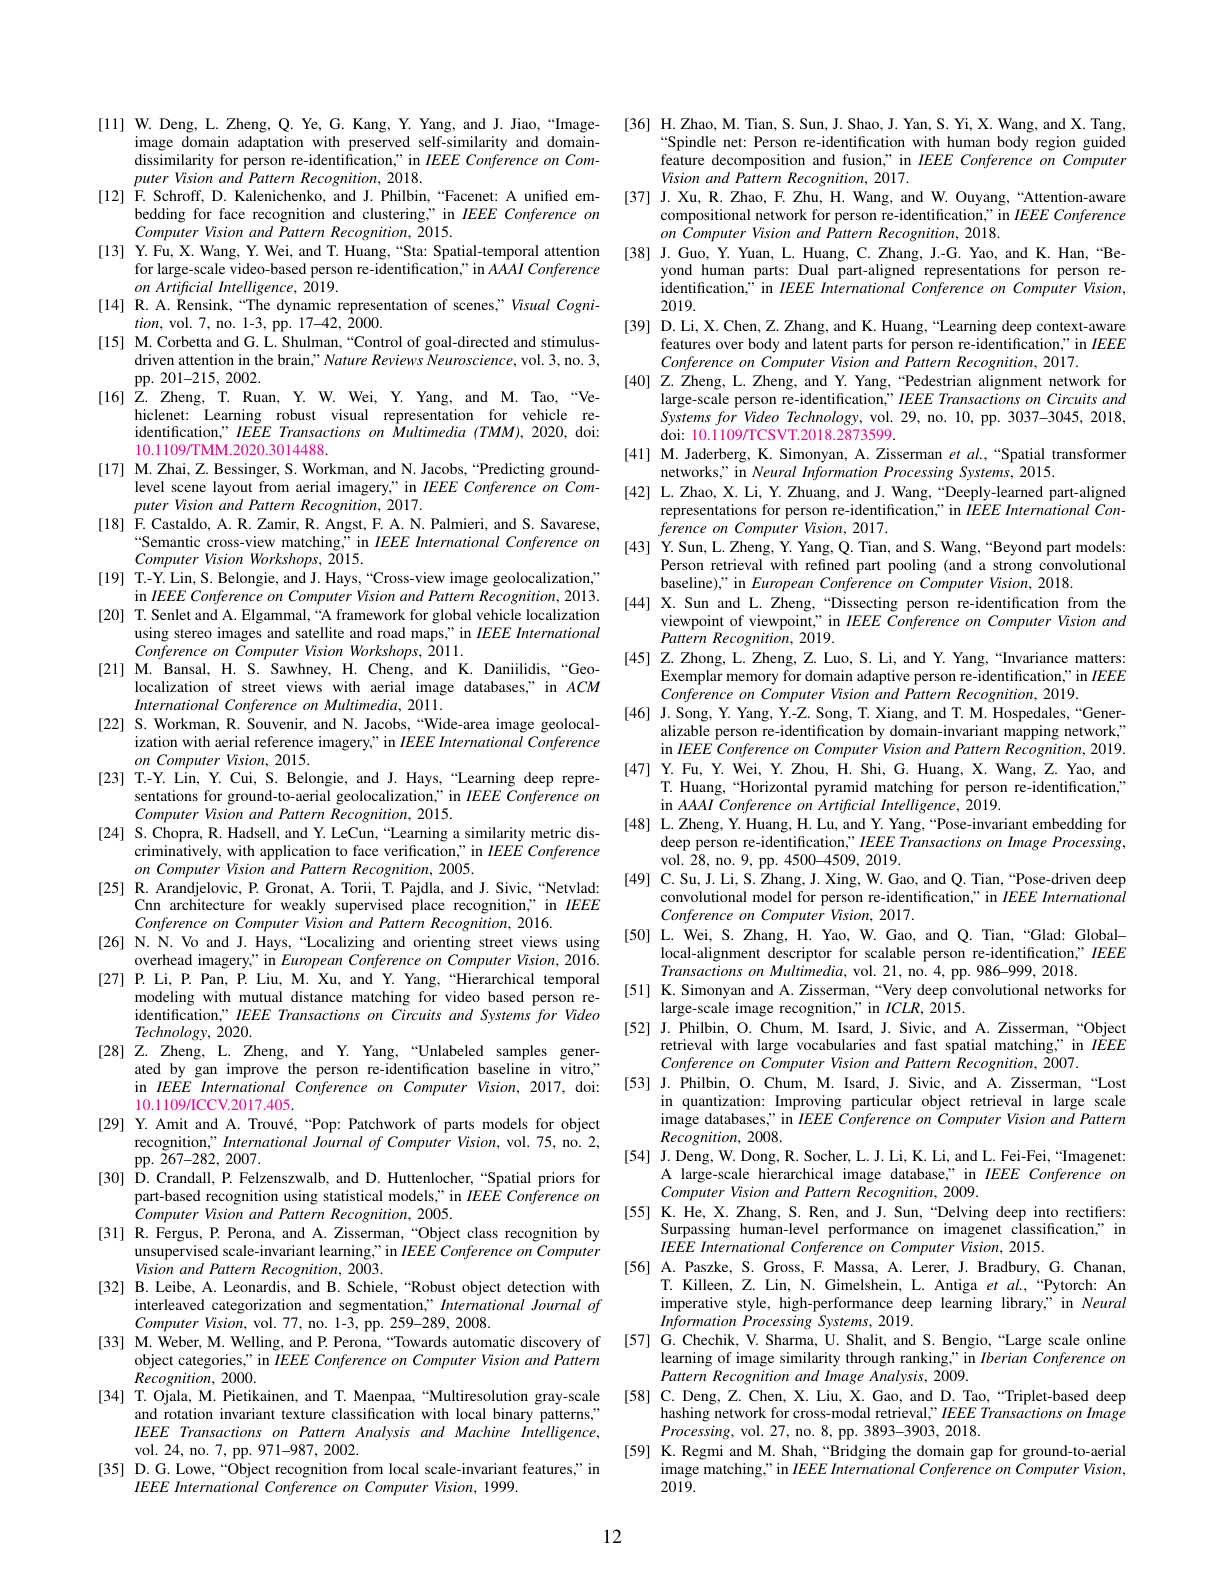 [11] W. Deng, L. Zheng, Q. Ye, G. Kang, Y. Yang, and J. Jiao, “Image-
image domain adaptation with preserved self-similarity and domain-
dissimilarity for person re-identification,” in IEEE Conference on Com-
puter Vision and Pattern Recognition, 2018.
[12] F. Schroff, D. Kalenichenko, and J. Philbin, “Facenet: A unified em-
bedding for face recognition and clustering,” in IEEE Conference on
Computer Vision and Pattern Recognition, 2015.
[13] Y. Fu, X. Wang, Y. Wei, and T. Huang, “Sta: Spatial-temporal attention
for large-scale video-based person re-identification,” in AAAI Conference
on Artificial Intelligence, 2019.
[14] R. A. Rensink, “The dynamic representation of scenes,” Visual Cogni-
tion, vol. 7, no. 1-3, pp. 17–42, 2000.
[15] M. Corbetta and G. L. Shulman, “Control of goal-directed and stimulus-
driven attention in the brain,” Nature Reviews Neuroscience, vol. 3, no. 3,
pp. 201–215, 2002.
[16] Z. Zheng, T. Ruan, Y. W. Wei, Y. Yang, and M. Tao, “Ve-
hiclenet: Learning robust visual representation for vehicle re-
identification,” IEEE Transactions on Multimedia (TMM), 2020, doi:
10.1109/TMM.2020.3014488.
[17] M. Zhai, Z. Bessinger, S. Workman, and N. Jacobs, “Predicting ground-
level scene layout from aerial imagery,” in IEEE Conference on Com-
puter Vision and Pattern Recognition, 2017.
[18] F. Castaldo, A. R. Zamir, R. Angst, F. A. N. Palmieri, and S. Savarese,
“Semantic cross-view matching,” in IEEE International Conference on
Computer Vision Workshops, 2015.
[19] T.-Y. Lin, S. Belongie, and J. Hays, “Cross-view image geolocalization,”
in IEEE Conference on Computer Vision and Pattern Recognition, 2013.
[20] T. Senlet and A. Elgammal, “A framework for global vehicle localization
using stereo images and satellite and road maps,” in IEEE International
Conference on Computer Vision Workshops, 2011.
[21] M. Bansal, H. S. Sawhney, H. Cheng, and K. Daniilidis, “Geo-
localization of street views with aerial image databases,” in ACM
International Conference on Multimedia, 2011.
[22] S. Workman, R. Souvenir, and N. Jacobs, “Wide-area image geolocal-
ization with aerial reference imagery,” in IEEE International Conference
on Computer Vision, 2015.
[23] T.-Y. Lin, Y. Cui, S. Belongie, and J. Hays, “Learning deep repre-
sentations for ground-to-aerial geolocalization,” in IEEE Conference on
Computer Vision and Pattern Recognition, 2015.
[24] S. Chopra, R. Hadsell, and Y. LeCun, “Learning a similarity metric dis-
criminatively, with application to face verification,” in IEEE Conference
on Computer Vision and Pattern Recognition, 2005.
[25] R. Arandjelovic, P. Gronat, A. Torii, T. Pajdla, and J. Sivic, “Netvlad:
Cnn architecture for weakly supervised place recognition,” in IEEE
Conference on Computer Vision and Pattern Recognition, 2016.
[26] N. N. Vo and J. Hays, “Localizing and orienting street views using
overhead imagery,” in European Conference on Computer Vision, 2016.
[27] P. Li, P. Pan, P. Liu, M. Xu, and Y. Yang, “Hierarchical temporal
modeling with mutual distance matching for video based person re-
identification,” IEEE Transactions on Circuits and Systems for Video
Technology, 2020.
[28] Z. Zheng, L. Zheng, and Y. Yang, “Unlabeled samples gener-
ated by gan improve the person re-identification baseline in vitro,”
in IEEE International Conference on Computer Vision, 2017, doi:
10.1109/ICCV.2017.405.
[29] Y. Amit and A. Trouvé, “Pop: Patchwork of parts models for object
recognition,” International Journal of Computer Vision, vol. 75, no. 2,
pp. 267–282, 2007.
[30] D. Crandall, P. Felzenszwalb, and D. Huttenlocher, “Spatial priors for
part-based recognition using statistical models,” in IEEE Conference on
Computer Vision and Pattern Recognition, 2005.
[31] R. Fergus, P. Perona, and A. Zisserman, “Object class recognition by
unsupervised scale-invariant learning,” in IEEE Conference on Computer
Vision and Pattern Recognition, 2003.
[32] B. Leibe, A. Leonardis, and B. Schiele, “Robust object detection with
interleaved categorization and segmentation,” International Journal of
Computer Vision, vol. 77, no. 1-3, pp. 259–289, 2008.
[33] M. Weber, M. Welling, and P. Perona, “Towards automatic discovery of
object categories,” in IEEE Conference on Computer Vision and Pattern
Recognition, 2000.
[34] T. Ojala, M. Pietikainen, and T. Maenpaa, “Multiresolution gray-scale
and rotation invariant texture classification with local binary patterns,”
IEEE Transactions on Pattern Analysis and Machine Intelligence,
vol. 24, no. 7, pp. 971–987, 2002.
[35] D. G. Lowe, “Object recognition from local scale-invariant features,” in
IEEE International Conference on Computer Vision, 1999.
[36] H. Zhao, M. Tian, S. Sun, J. Shao, J. Yan, S. Yi, X. Wang, and X. Tang,
“Spindle net: Person re-identification with human body region guided
feature decomposition and fusion,” in IEEE Conference on Computer
Vision and Pattern Recognition, 2017.
[37] J. Xu, R. Zhao, F. Zhu, H. Wang, and W. Ouyang, “Attention-aware
compositional network for person re-identification,” in IEEE Conference
on Computer Vision and Pattern Recognition, 2018.
[38] J. Guo, Y. Yuan, L. Huang, C. Zhang, J.-G. Yao, and K. Han, “Be-
yond human parts: Dual part-aligned representations for person re-
identification,” in IEEE International Conference on Computer Vision,
2019.
[39] D. Li, X. Chen, Z. Zhang, and K. Huang, “Learning deep context-aware
features over body and latent parts for person re-identification,” in IEEE
Conference on Computer Vision and Pattern Recognition, 2017.
[40] Z. Zheng, L. Zheng, and Y. Yang, “Pedestrian alignment network for
large-scale person re-identification,” IEEE Transactions on Circuits and
Systems for Video Technology, vol. 29, no. 10, pp. 3037–3045, 2018,
doi: 10.1109/TCSVT.2018.2873599.
[41] M. Jaderberg, K. Simonyan, A. Zisserman et al., “Spatial transformer
networks,” in Neural Information Processing Systems, 2015.
[42] L. Zhao, X. Li, Y. Zhuang, and J. Wang, “Deeply-learned part-aligned
representations for person re-identification,” in IEEE International Con-
ference on Computer Vision, 2017.
[43] Y. Sun, L. Zheng, Y. Yang, Q. Tian, and S. Wang, “Beyond part models:
Person retrieval with refined part pooling (and a strong convolutional
baseline),” in European Conference on Computer Vision, 2018.
[44] X. Sun and L. Zheng, “Dissecting person re-identification from the
viewpoint of viewpoint,” in IEEE Conference on Computer Vision and
Pattern Recognition, 2019.
[45] Z. Zhong, L. Zheng, Z. Luo, S. Li, and Y. Yang, “Invariance matters:
Exemplar memory for domain adaptive person re-identification,” in IEEE
Conference on Computer Vision and Pattern Recognition, 2019.
[46] J. Song, Y. Yang, Y.-Z. Song, T. Xiang, and T. M. Hospedales, “Gener-
alizable person re-identification by domain-invariant mapping network,”
in IEEE Conference on Computer Vision and Pattern Recognition, 2019.
[47] Y. Fu, Y. Wei, Y. Zhou, H. Shi, G. Huang, X. Wang, Z. Yao, and
T. Huang, “Horizontal pyramid matching for person re-identification,”
in AAAI Conference on Artificial Intelligence, 2019.
[48] L. Zheng, Y. Huang, H. Lu, and Y. Yang, “Pose-invariant embedding for
deep person re-identification,” IEEE Transactions on Image Processing,
vol. 28, no. 9, pp. 4500–4509, 2019.
[49] C. Su, J. Li, S. Zhang, J. Xing, W. Gao, and Q. Tian, “Pose-driven deep
convolutional model for person re-identification,” in IEEE International
Conference on Computer Vision, 2017.
[50] L. Wei, S. Zhang, H. Yao, W. Gao, and Q. Tian, “Glad: Global–
local-alignment descriptor for scalable person re-identification,” IEEE
Transactions on Multimedia, vol. 21, no. 4, pp. 986–999, 2018.
[51] K. Simonyan and A. Zisserman, “Very deep convolutional networks for
large-scale image recognition,” in ICLR, 2015.
[52] J. Philbin, O. Chum, M. Isard, J. Sivic, and A. Zisserman, “Object
retrieval with large vocabularies and fast spatial matching,” in IEEE
Conference on Computer Vision and Pattern Recognition, 2007.
[53] J. Philbin, O. Chum, M. Isard, J. Sivic, and A. Zisserman, “Lost
in quantization: Improving particular object retrieval in large scale
image databases,” in IEEE Conference on Computer Vision and Pattern
Recognition, 2008.
[54] J. Deng, W. Dong, R. Socher, L. J. Li, K. Li, and L. Fei-Fei, “Imagenet:
A large-scale hierarchical image database,” in IEEE Conference on
Computer Vision and Pattern Recognition, 2009.
[55] K. He, X. Zhang, S. Ren, and J. Sun, “Delving deep into rectifiers:
Surpassing human-level performance on imagenet classification,” in
IEEE International Conference on Computer Vision, 2015.
[56] A. Paszke, S. Gross, F. Massa, A. Lerer, J. Bradbury, G. Chanan,
T. Killeen, Z. Lin, N. Gimelshein, L. Antiga et al., “Pytorch: An
imperative style, high-performance deep learning library,” in Neural
Information Processing Systems, 2019.
[57] G. Chechik, V. Sharma, U. Shalit, and S. Bengio, “Large scale online
learning of image similarity through ranking,” in Iberian Conference on
Pattern Recognition and Image Analysis, 2009.
[58] C. Deng, Z. Chen, X. Liu, X. Gao, and D. Tao, “Triplet-based deep
hashing network for cross-modal retrieval,” IEEE Transactions on Image
Processing, vol. 27, no. 8, pp. 3893–3903, 2018.
[59] K. Regmi and M. Shah, “Bridging the domain gap for ground-to-aerial
image matching,” in IEEE International Conference on Computer Vision,
2019.
12